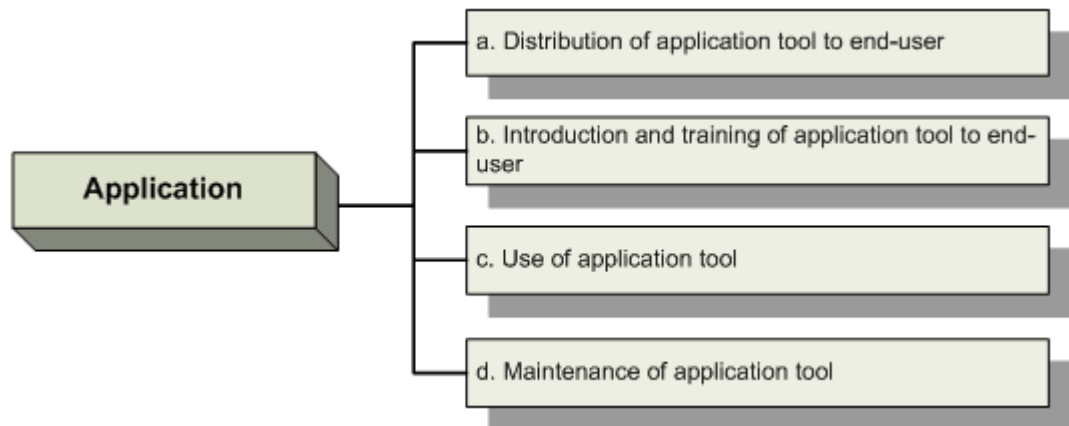 Application
a. Distribution of application tool to end-user
b. Introduction and training of application tool to end-
user
c. Use of application tool
d. Maintenance of application tool